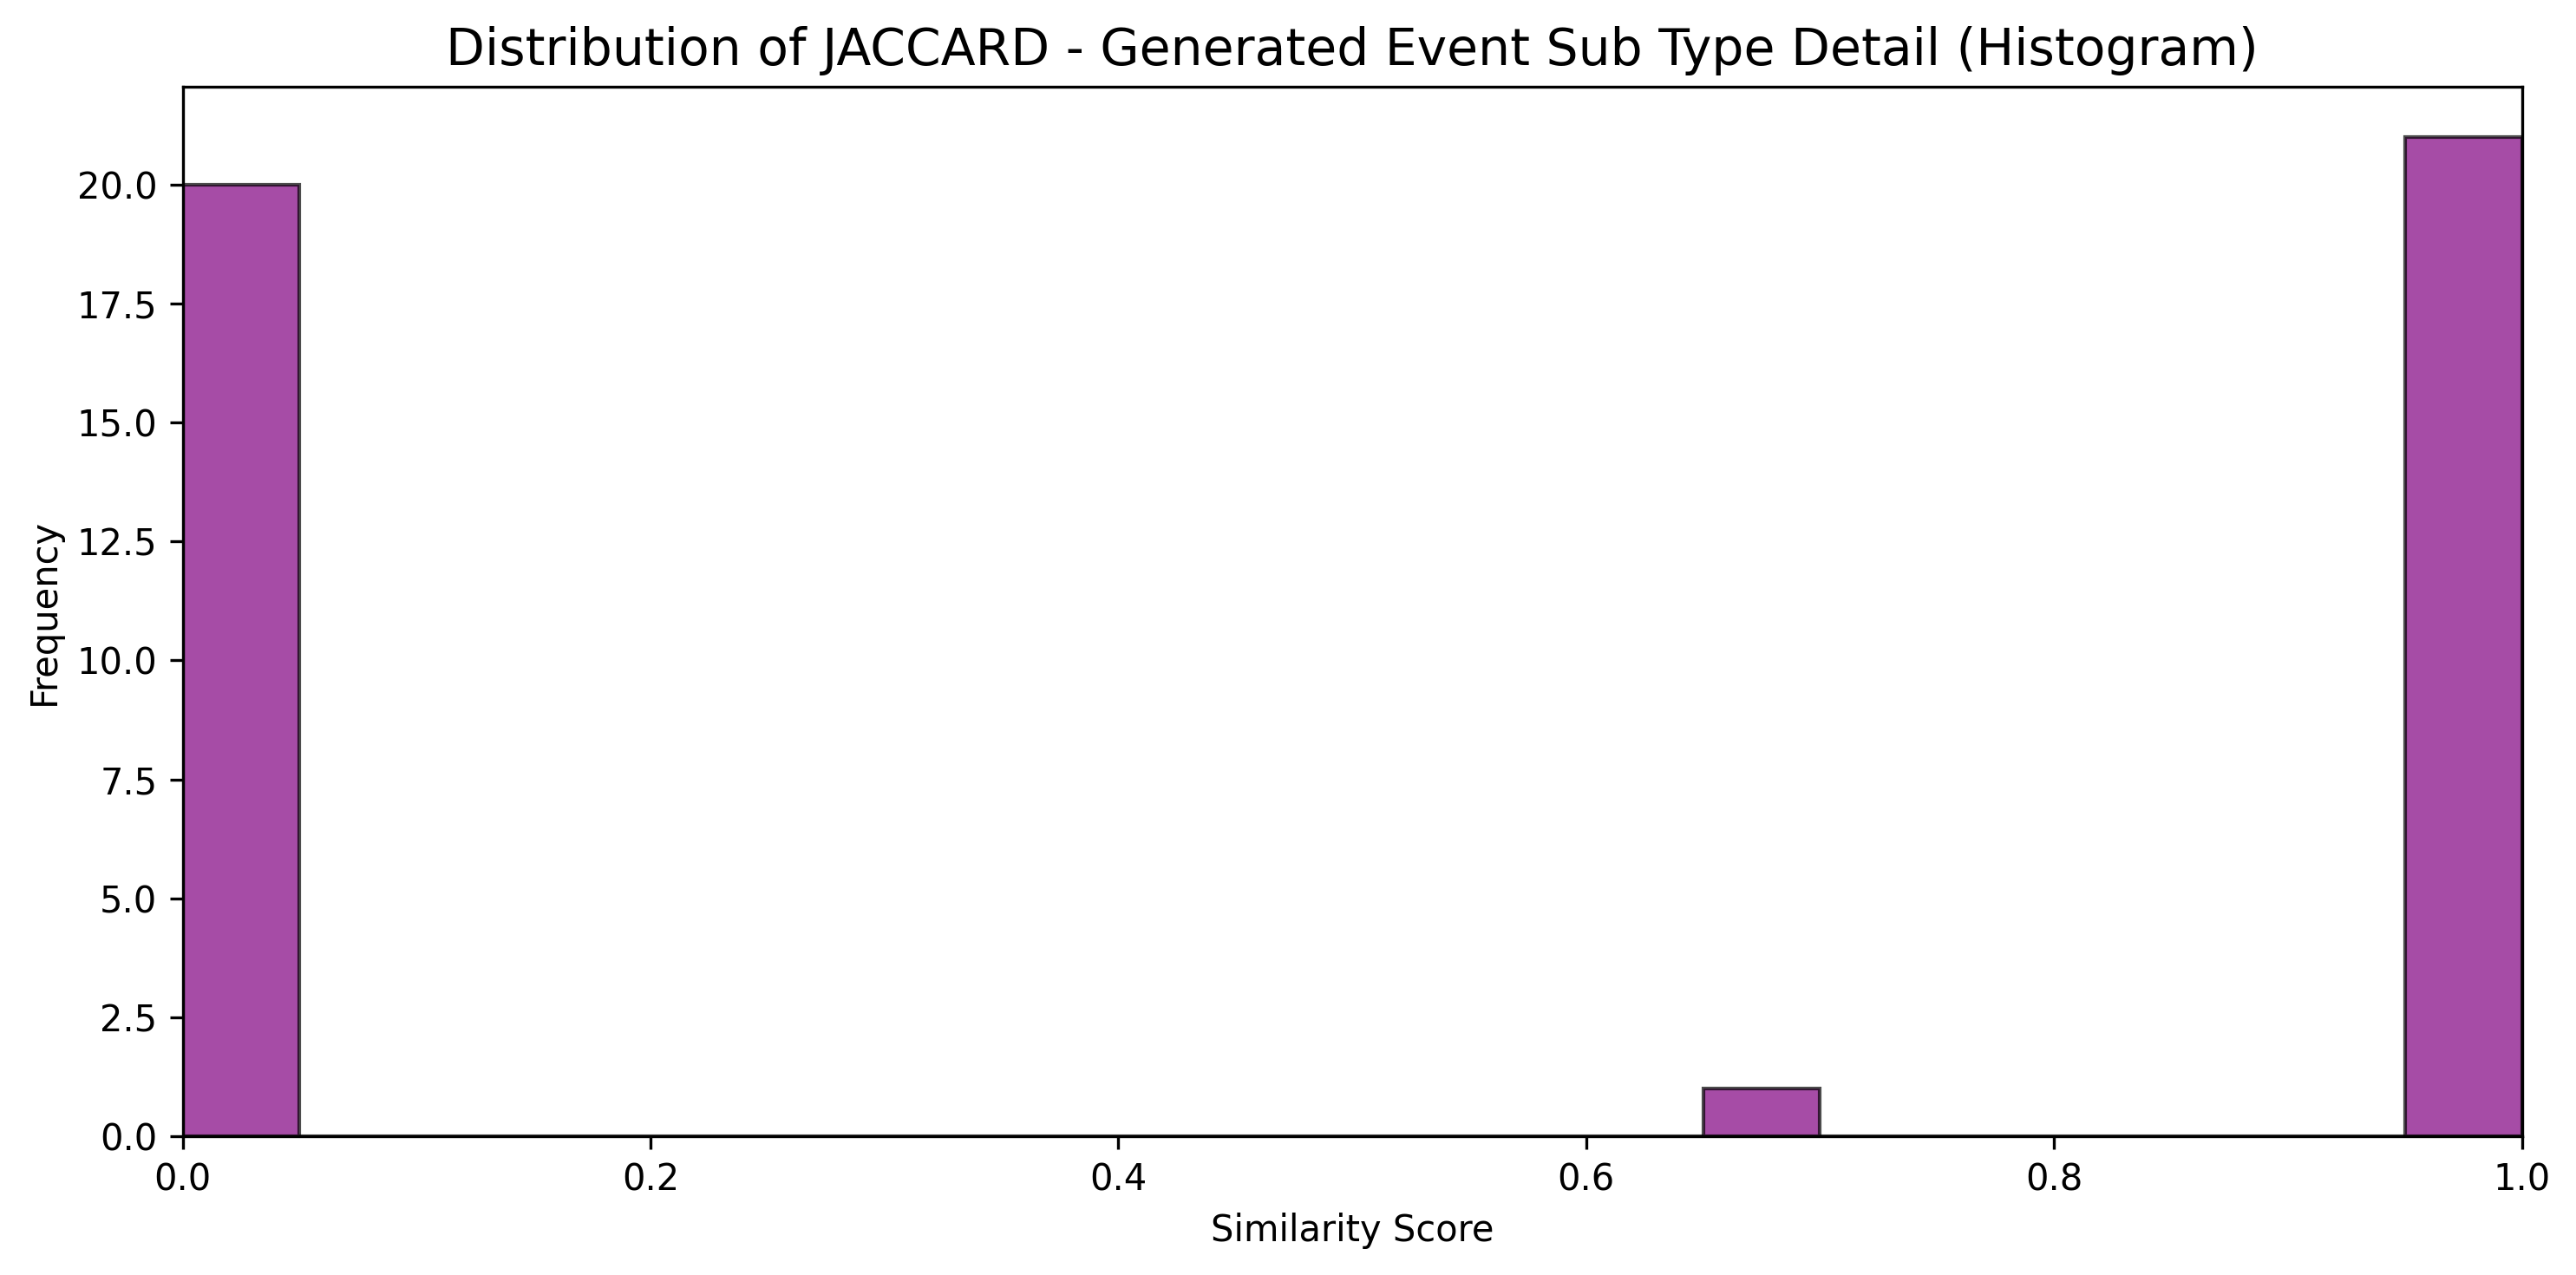 Distribution of JACCARD - Generated Event Sub Type Detail (Histogram)
Frequency
20.0
17.5
15.0
12.5
10.0
7.5
5.0
2.5
0.0
0.0 0.2 0.4 0.6 0.8 1.0
Similarity Score